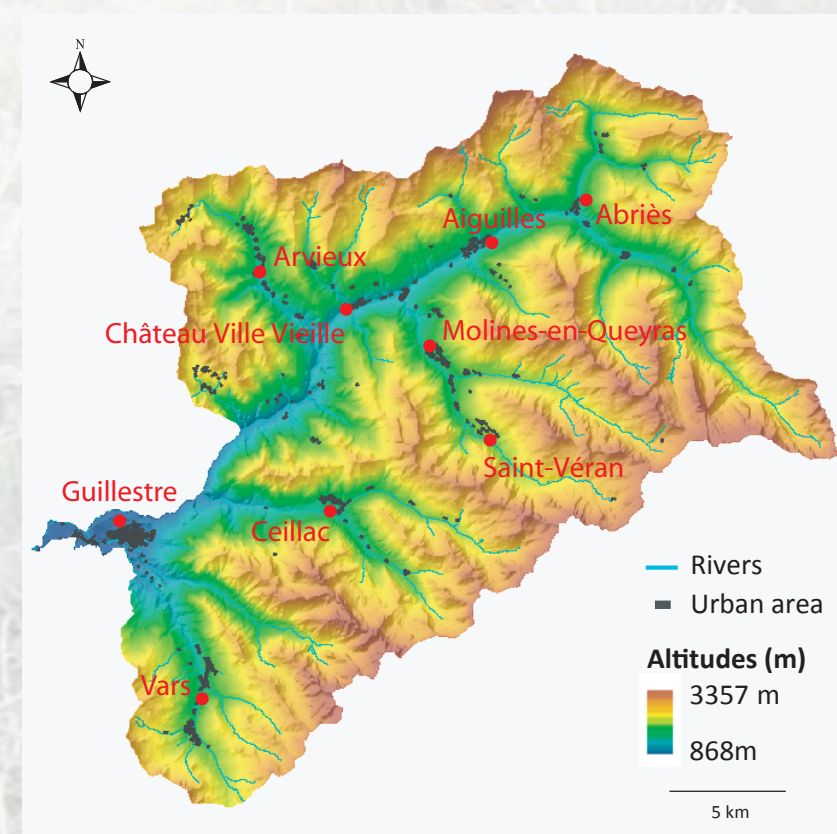 N
Aiguilles
Abriès
Arvieux
Château Ville Vieille
Molines-en-Queyras
Saint-Véran
Guillestre
Ceillac
Vars
Rivers
Urban area
Altitudes (m)
3357 m
868m
5 km